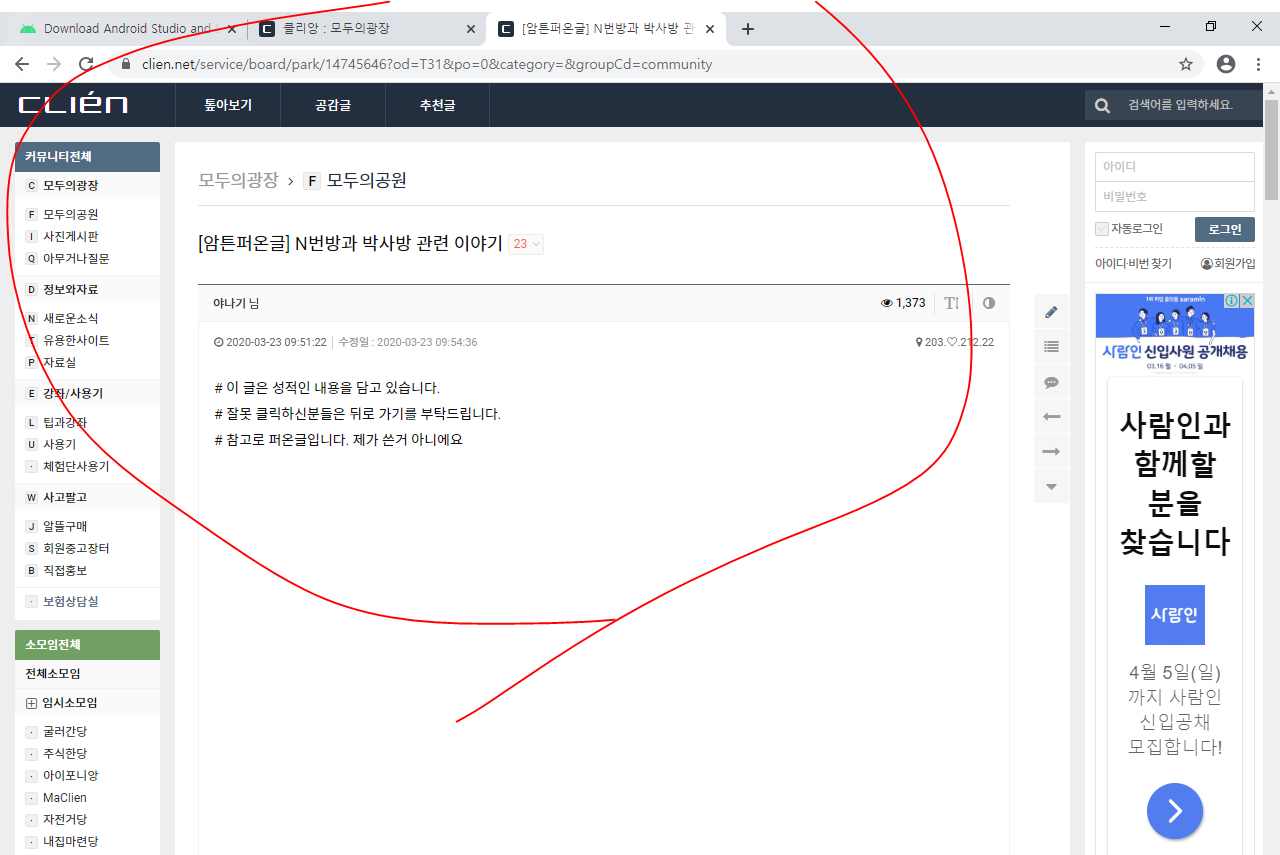 Download Android Studio and
클리앙 : 모두의광장
[암튼퍼온글] N번방과 박사방 관
clien.net/service/board/park/14745646?od=T31&po=0&category=&groupCd=community
CLIÉN
톺아보기
공감글
추천글
검색어를 입력하세요.
커뮤니티전체
C 모두의광장
F 모두의공원
I 사진게시판
Q 아무거나질문
D 정보와자료
N 새로운소식
T 유용한사이트
P 자료실
E 강좌/사용기
L 팁과강좌
U 사용기
· 체험단사용기
W 사고팔고
J 알뜰구매
S 회원중고장터
B 직접홍보
· 보험상담실
소모임전체
전체소모임
임시소모임
· 굴러간당
· 주식한당
· 아이포니앙
· MaClien
· 자전거당
· 내집마련당
모두의광장 › F 모두의공원
[암튼퍼온글] N번방과 박사방 관련 이야기 23
야나기 님
1,373
2020-03-23 09:51:22 수정일 : 2020-03-23 09:54:36
203.♡.212.22
# 이 글은 성적인 내용을 담고 있습니다.
# 잘못 클릭하신분들은 뒤로 가기를 부탁드립니다.
# 참고로 퍼온글입니다. 제가 쓴거 아니에요
아이디
비밀번호
자동로그인
로그인
아이디·비번 찾기
회원가입
1위 취업 플랫폼 saramin
사람인 신입사원 공개채용
03.16 월 - 04.05 일
사람인과
함께할
분을
찾습니다
사람인
4월 5일(일)
까지 사람인
신입공채
모집합니다!